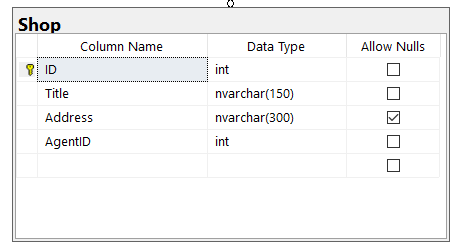 Shop
Column Name Data Type Allow Nulls
ID int
Title nvarchar(150)
Address nvarchar(300)
AgentID int